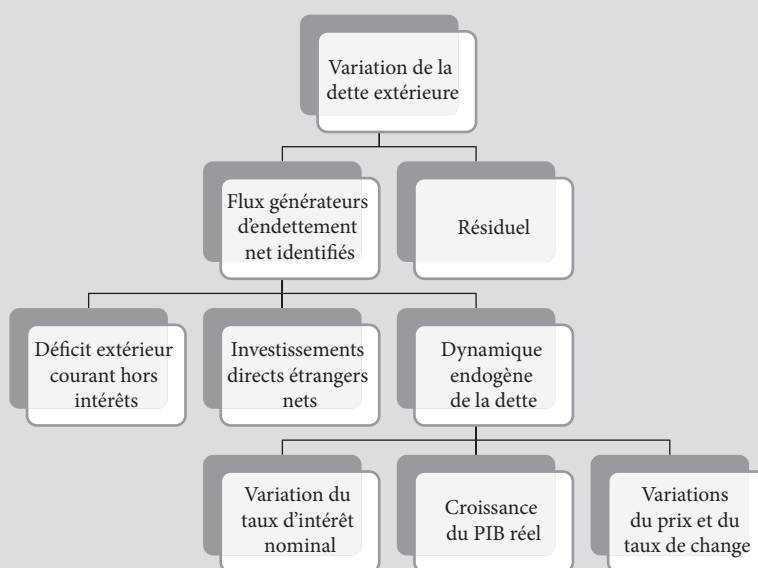 Variation de la
dette extérieure
Flux générateurs
d’endettement
net identifiés
Résiduel
Déficit extérieur
courant hors
intérêts
Investissements
directs étrangers
nets
Dynamique
endogène
de la dette
Variation du
taux d’intérêt
nominal
Croissance
du PIB réel
Variations
du prix et du
taux de change